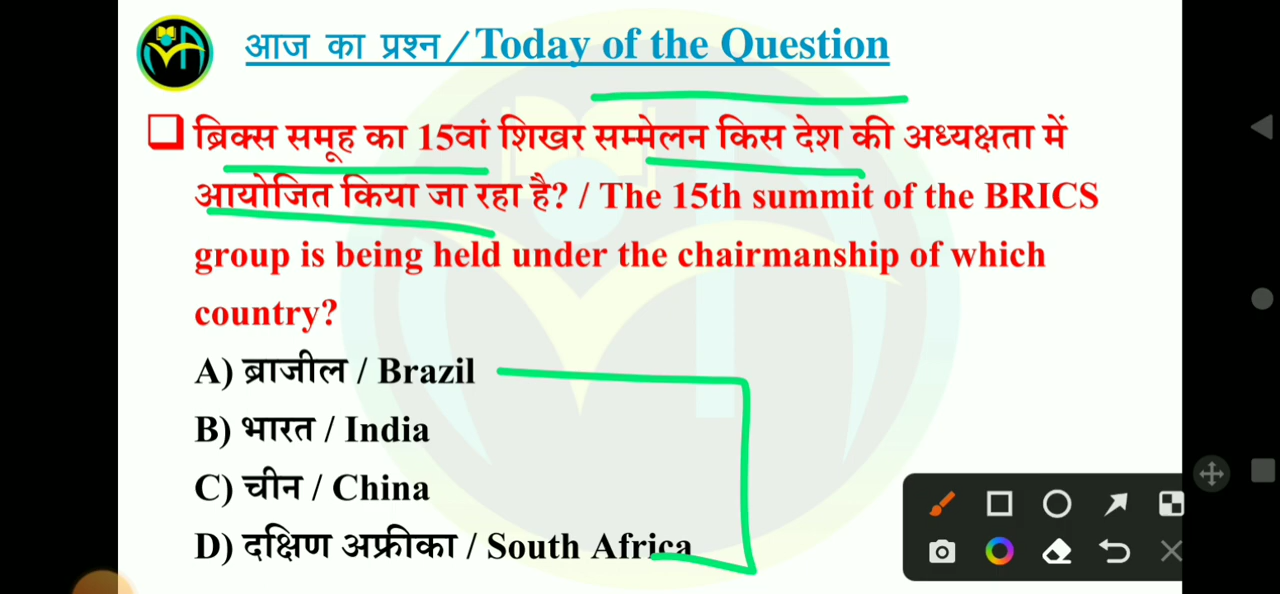 आज का प्रश्न / Today of the Question
ब्रिक्स समूह का 15वां शिखर सम्मेलन किस देश की अध्यक्षता में
आयोजित किया जा रहा है? / The 15th summit of the BRICS
group is being held under the chairmanship of which
country?
A) ब्राजील / Brazil
B) भारत / India
C) चीन / China
D) दक्षिण अफ्रीका / South Africa